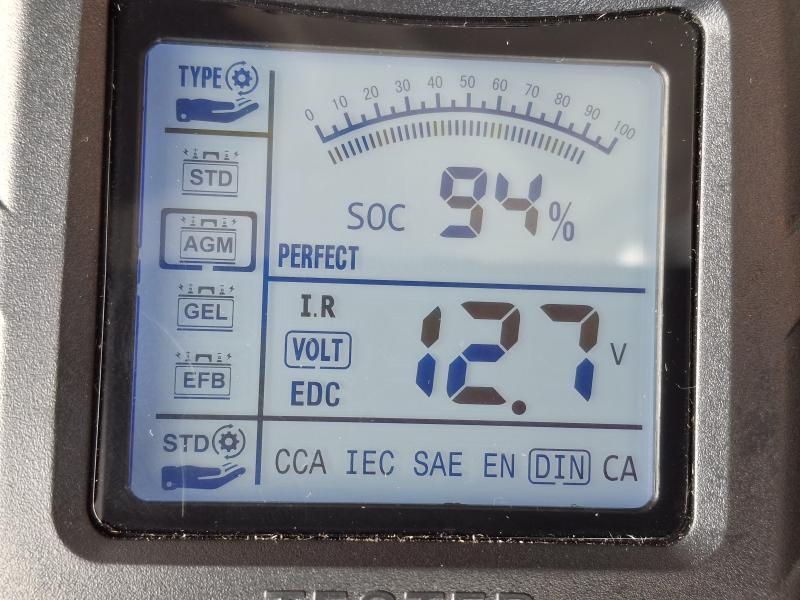 TYPE
0 10 20 30 40 50 60 70 80 90 100
STD
SOC 94%
AGM
PERFECT
GEL
I.R
VOLT 12.7 V
EFB
EDC
STD
CCA IEC SAE EN DIN CA
TESTER